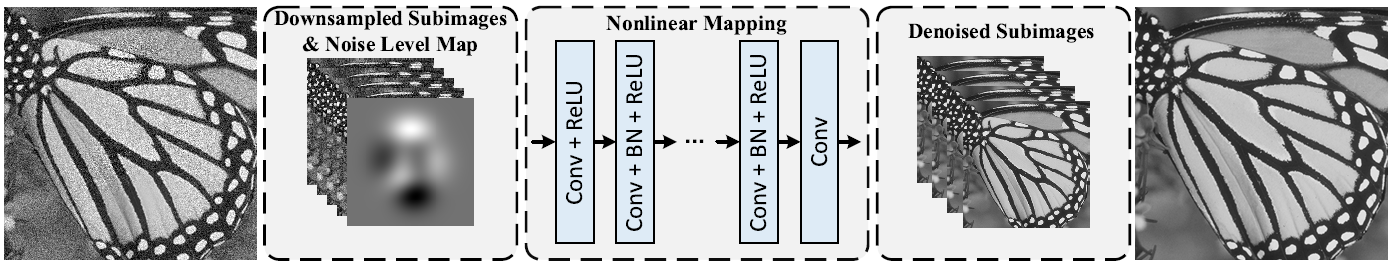 Downsampled Subimages
& Noise Level Map
Nonlinear Mapping
Conv + ReLU
Conv + BN + ReLU
...
Conv + BN + ReLU
Conv
Denoised Subimages